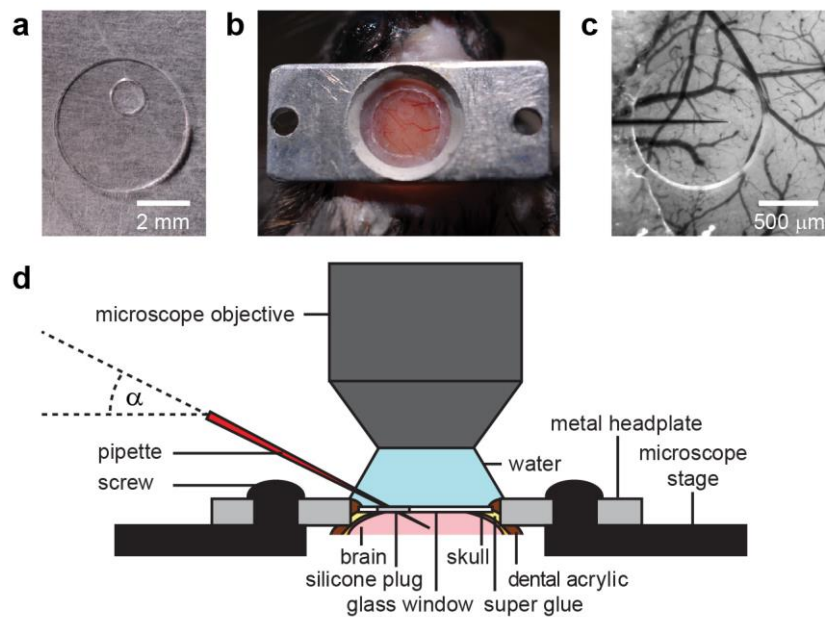 a
b
c
2 mm
500 μm
d
microscope objective
α
pipette
screw
water
metal headplate
microscope
stage
brain
silicone plug
glass window
skull
super glue
dental acrylic